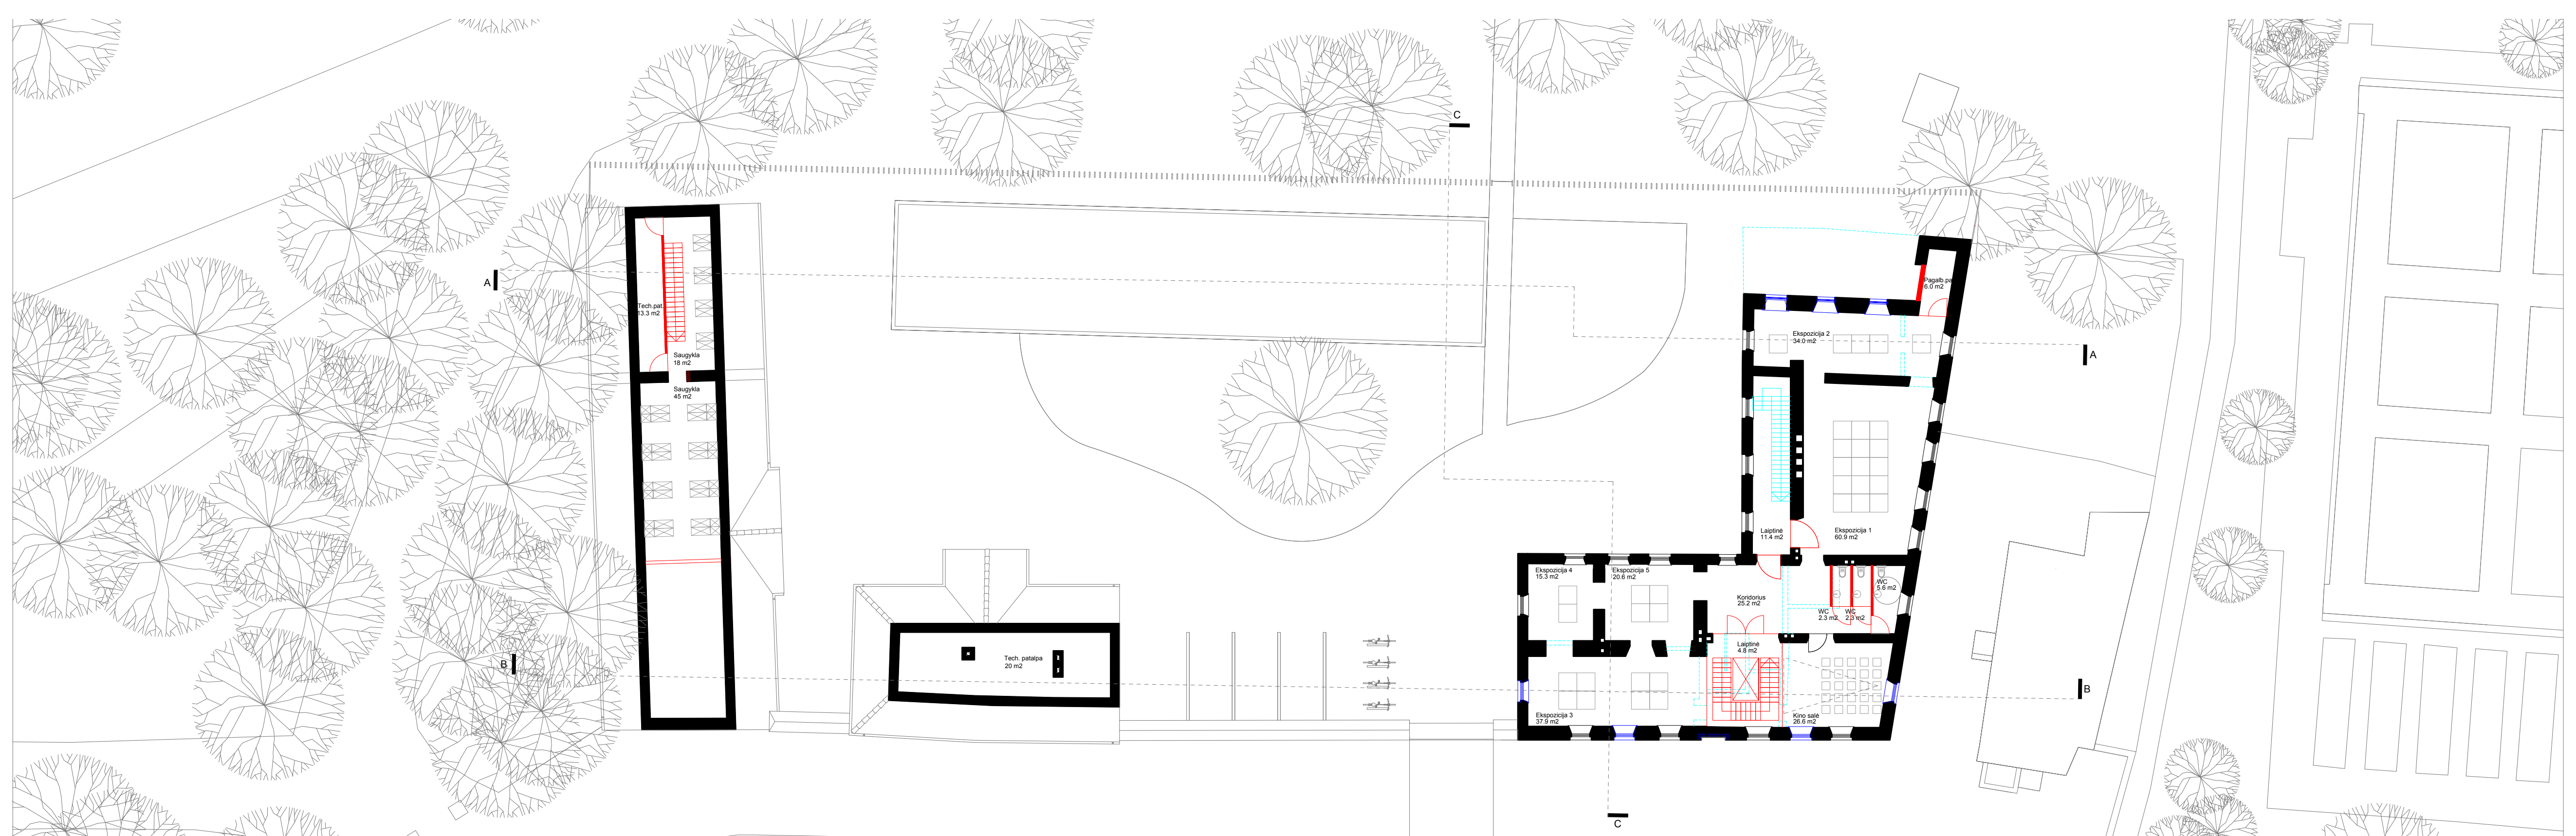 C
A
Tech.pat.
13.3 m2
Saugykla
18 m2
Saugykla
45 m2
B
Tech. patalpa
20 m2
Pagalb.pa
6.0 m2
Ekspozicija 2
34.0 m2
A
Laiptinė
11.4 m2
Ekspozicija 1
60.9 m2
Ekspozicija 4
15.3 m2
Ekspozicija 5
20.6 m2
Koridorius
25.2 m2
WC
5.6 m2
WC
2.3 m2
WC
2.3 m2
Laiptinė
4.8 m2
Ekspozicija 3
37.9 m2
Kino salė
26.6 m2
B
C